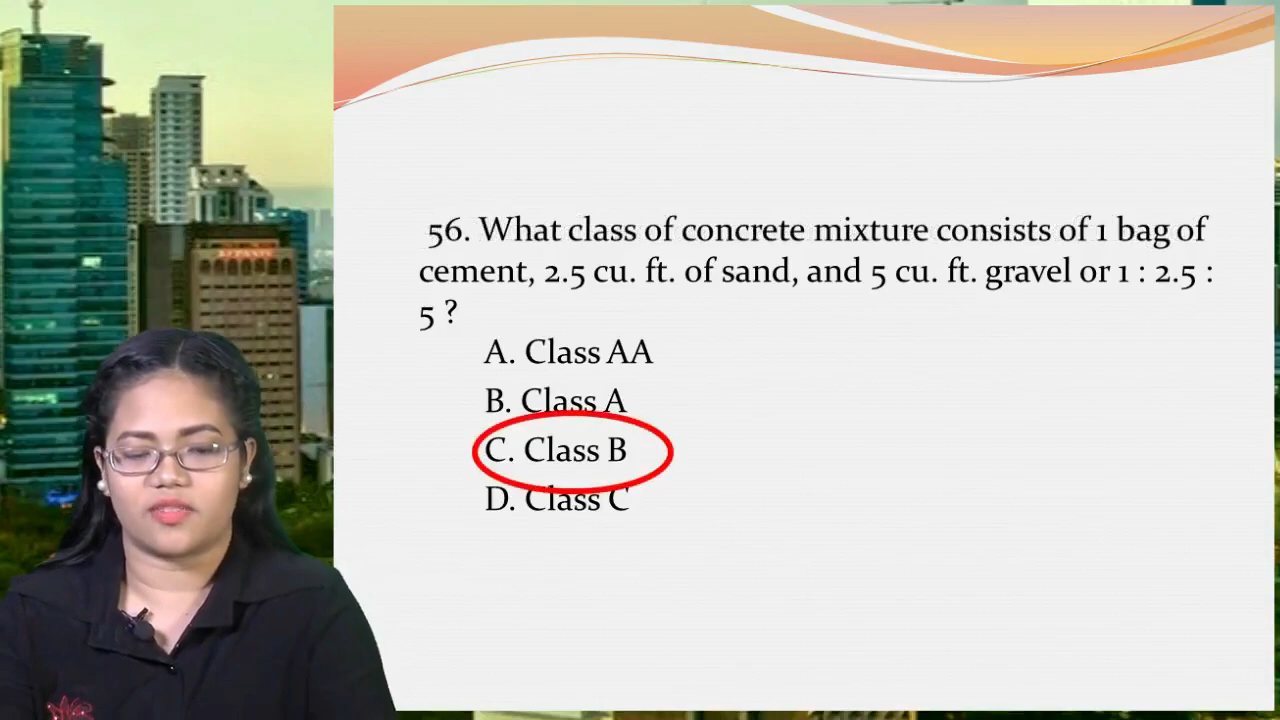 56. What class of concrete mixture consists of 1 bag of
cement, 2.5 cu. ft. of sand, and 5 cu. ft. gravel or 1 : 2.5 :
5 ?
A. Class AA
B. Class A
C. Class B
D. Class C